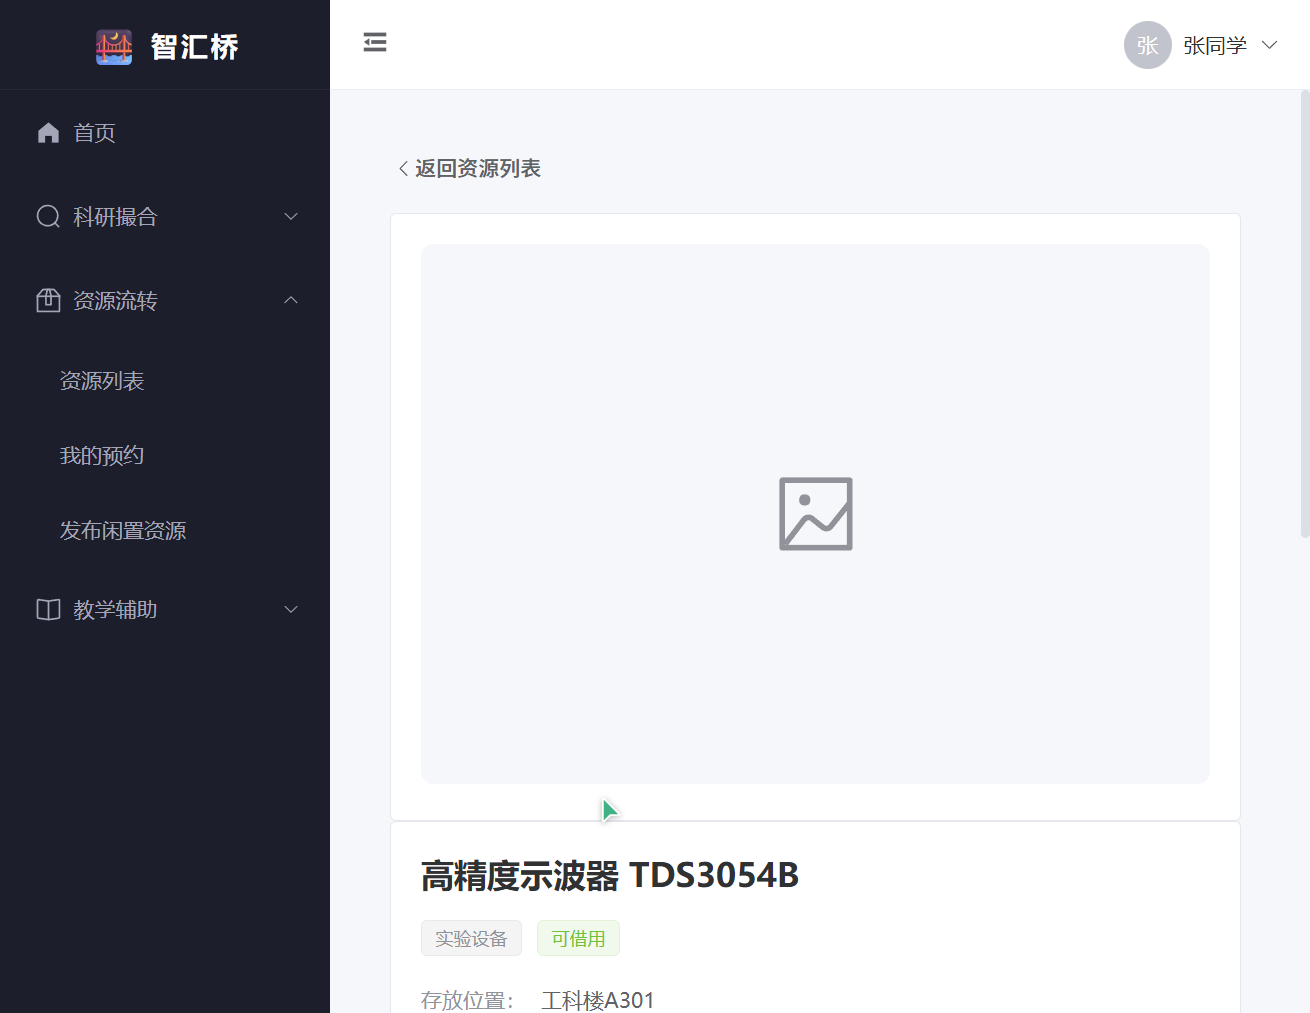 智汇桥
张
张同学
首页
科研撮合
资源流转
资源列表
我的预约
发布闲置资源
教学辅助
返回资源列表
高精度示波器 TDS3054B
实验设备
可借用
存放位置：
工科楼A301